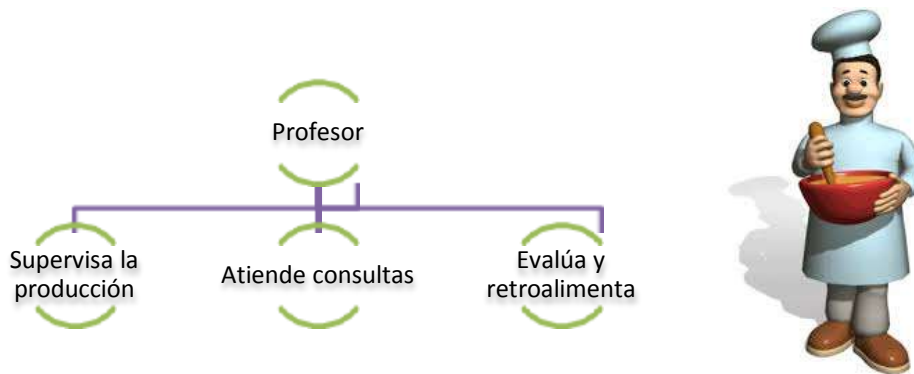 Profesor
Supervisa la
producción
Atiende consultas
Evalúa y
retroalimenta